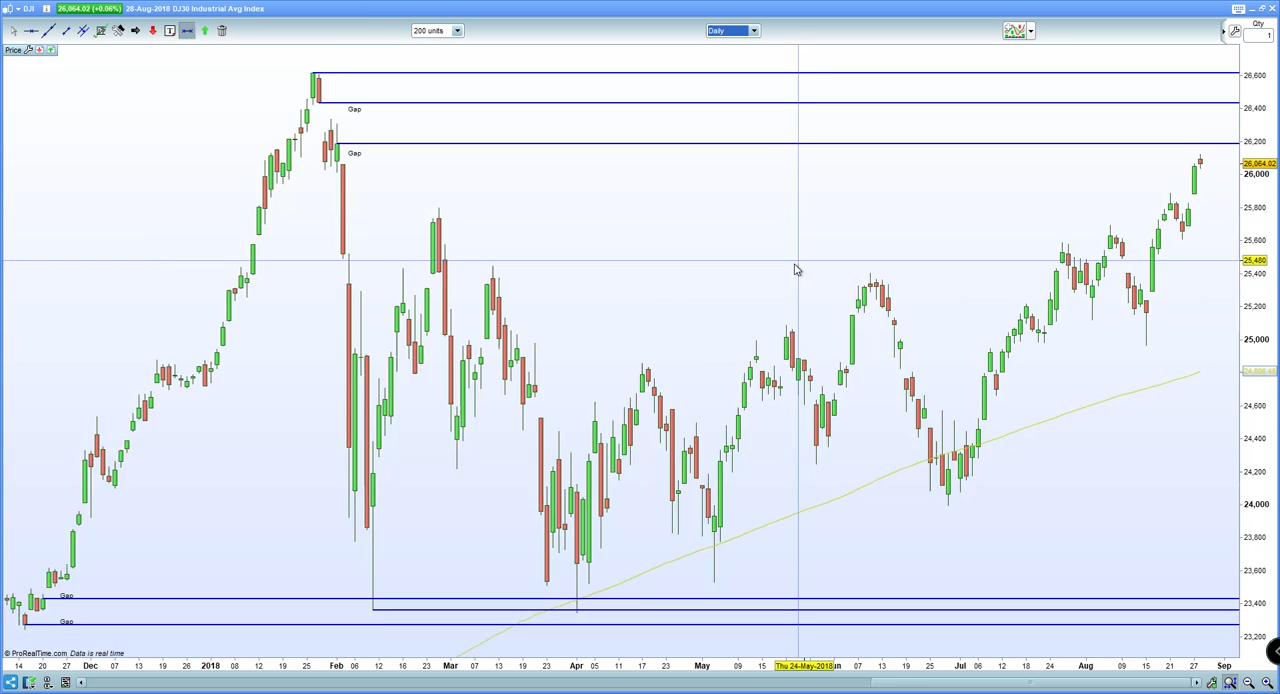 DJI 26,064.02 (+0.06%) 28-Aug-2018 DJ30 Industrial Avg Index
200 units
Daily
Qty
1
Price
26,600
Gap
26,400
Gap
26,200
26,064.02
26,000
25,800
25,600
25,480
25,400
25,200
25,000
24,600
24,400
24,200
24,000
23,800
23,600
Gap
23,400
Gap
23,200
© ProRealTime.com Data is real time
14 20 27 Dec 07 13 19 2018 08 12 19 25 Feb 06 12 16 23 Mar 07 13 19 23 Apr 05 11 17 23 May 09 15 Thu 24-May-2018 un 07 13 19 25 Jul 06 12 18 24 Aug 09 15 21 27 Sep